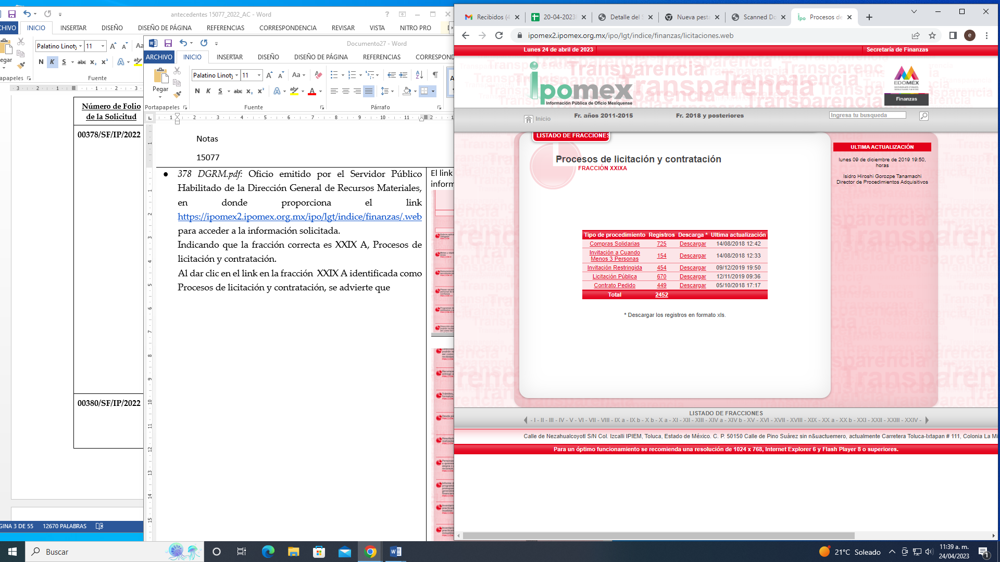 antecedentes 15077_2022_AC - Word
INICIO INSERTAR DISEÑO DISEÑO DE PÁGINA REFERENCIAS CORRESPONDENCIA REVISAR VISTA NITRO PRO
Palatino Linoty 11
N K S abc x₂ x²
Fuente
Número de Folio
de la Solicitud
00378/SF/IP/2022
00380/SF/IP/2022
PÁGINA 3 DE 55 12670 PALABRAS
Documento27 - Word
ARCHIVO INICIO INSERTAR DISEÑO DISEÑO DE PÁGINA REFERENCIAS CORRESPOND
Pegar
Palatino Linoty 11
N K S abc x₂ x²
Portapapeles Fuente Párrafo
Notas
15077
● 378 DGRM.pdf: Oficio emitido por el Servidor Público
Habilitado de la Dirección General de Recursos Materiales,
en donde proporciona el link
https://ipomex2.ipomex.org.mx/ipo/lgt/indice/finanzas/.web
para acceder a la información solicitada.
Indicando que la fracción correcta es XXIX A, Procesos de
licitación y contratación.
Al dar clic en el link en la fracción XXIX A identificada como
Procesos de licitación y contratación, se advierte que
El link
inform
Recibidos (4
20-04-2023
Detalle del S
Nueva pesta
Scanned Do
Procesos de
ipomex2.ipomex.org.mx/ipo/lgt/indice/finanzas/licitaciones.web
Lunes 24 de abril de 2023 Secretaría de Finanzas
Transparencia
ipomex
Información Pública de Oficio Mexiquense
EDOMÉX
Finanzas
Inicio Fr. años 2011-2015 Fr. 2018 y posteriores Ingresa tu busqueda
LISTADO DE FRACCIONES
Procesos de licitación y contratación
FRACCIÓN XXIXA
ULTIMA ACTUALIZACIÓN
lunes 09 de diciembre de 2019 19:50,
horas
Isidro Hiroshi Gorozpe Tanamachi
Director de Procedimientos Adquisitivos
Tipo de procedimiento Registros Descarga * Ultima actualización
Compras Solidarias 725 Descargar 14/08/2018 12:42
Invitación a Cuando
Menos 3 Personas 154 Descargar 14/08/2018 12:33
Invitación Restringida 454 Descargar 09/12/2019 19:50
Licitación Pública 670 Descargar 12/11/2019 09:36
Contrato Pedido 449 Descargar 05/10/2018 17:17
Total 2452
* Descargar los registros en formato xls.
LISTADO DE FRACCIONES
- I - II - III - IV - V - VI - VII - VIII - IX a - IX b - X b - X a - XI - XII - XIII - XIV a - XIV b - XV - XVI - XVII - XVIII - XIX - XX a - XX b - XXI - XXII - XXIII - XXIV -
Calle de Nezahualcoyotl S/N Col. Izcalli IPIEM, Toluca, Estado de México. C. P. 50150 Calle de Pino Suárez sin n&uactuemero, actualmente Carretera Toluca-Ixtapan # 111, Colonia La Mi
Para un óptimo funcionamiento se recomienda una resolución de 1024 x 768, Internet Explorer 6 y Flash Player 8 o superiores.
Buscar
21°C Soleado
11:39 a. m.
24/04/2023